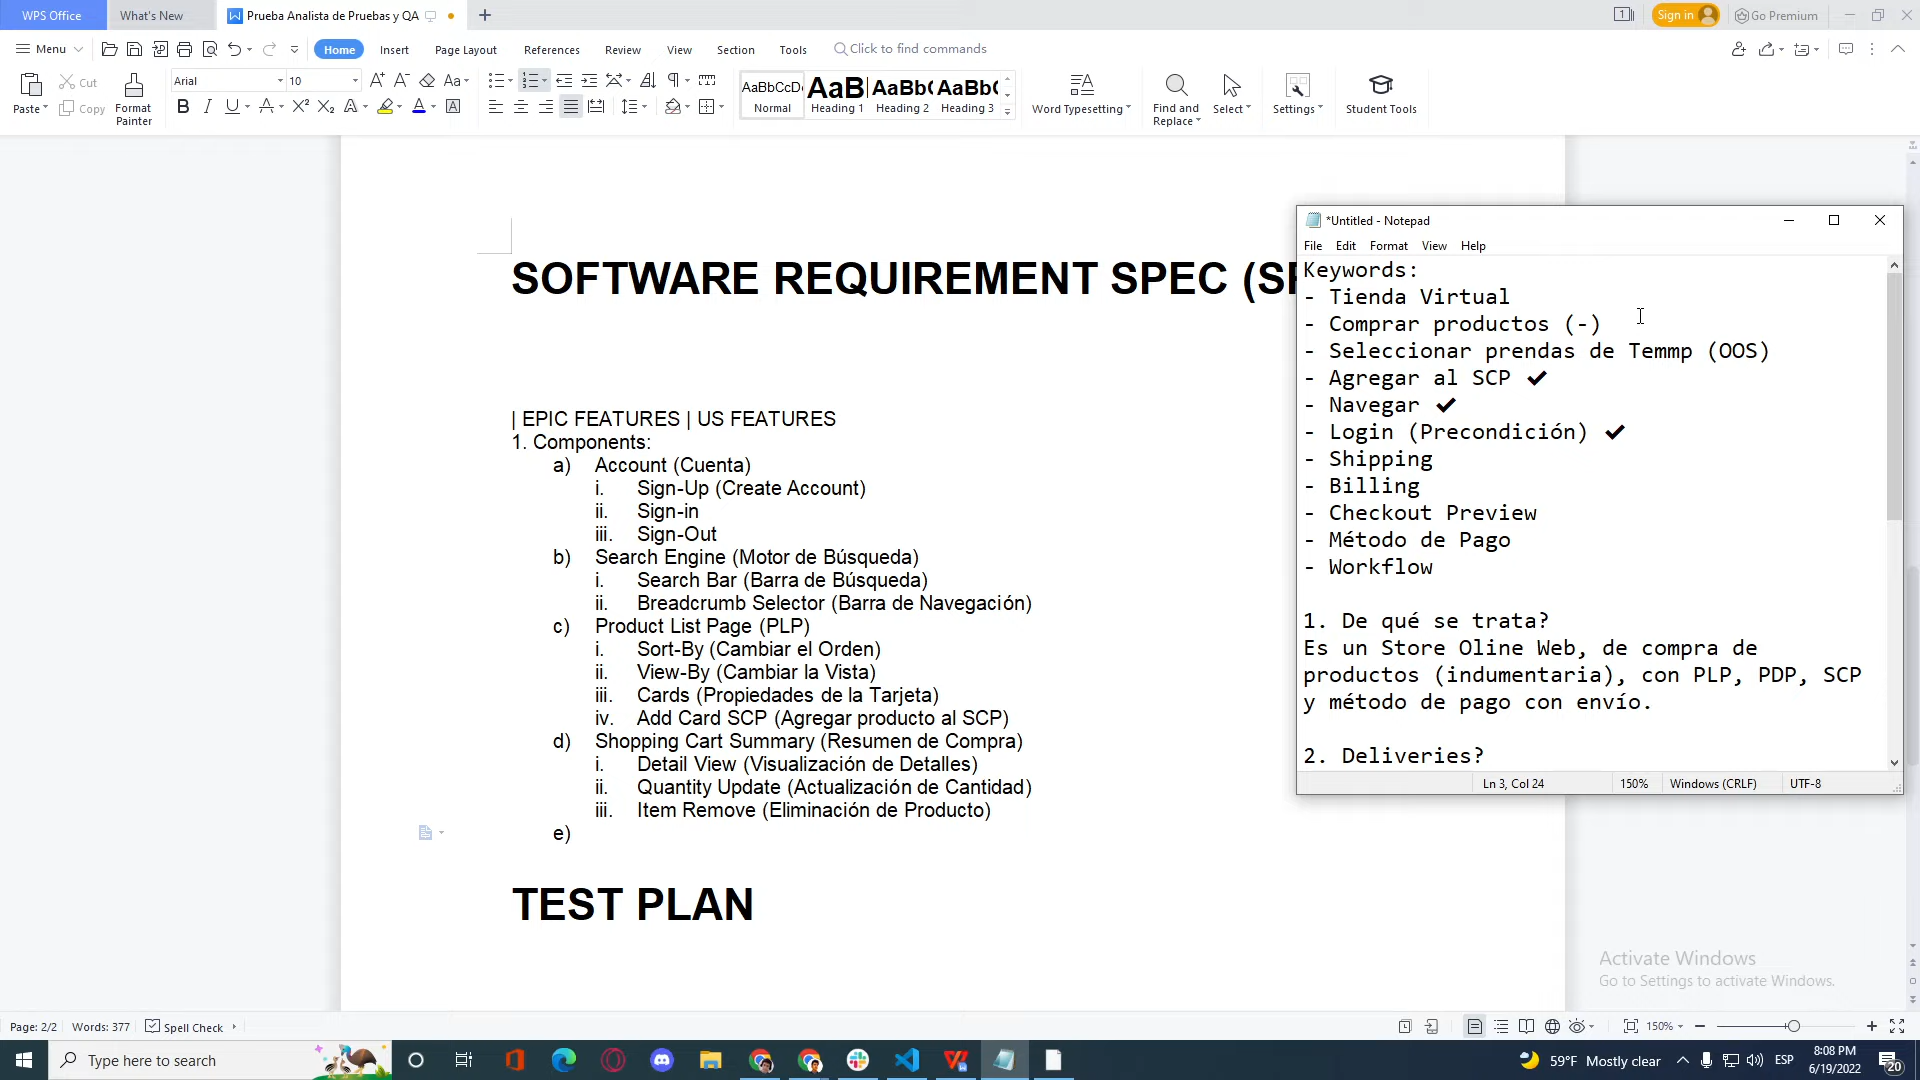 WPS Office
What's New
Prueba Analista de Pruebas y QA
1
Sign in
Go Premium
Menu
Home
Insert
Page Layout
References
Review
View
Section
Tools
Click to find commands
Paste
Cut
Copy
Format
Painter
Arial
10
AaBbCcD
Normal
AaB
Heading 1
AaBb
Heading 2
AaBb
Heading 3
Word Typesetting
Find and
Replace
Select
Settings
Student Tools
SOFTWARE REQUIREMENT SPEC (S
| EPIC FEATURES | US FEATURES
1. Components:
a) Account (Cuenta)
i. Sign-Up (Create Account)
ii. Sign-in
iii. Sign-Out
b) Search Engine (Motor de Búsqueda)
i. Search Bar (Barra de Búsqueda)
ii. Breadcrumb Selector (Barra de Navegación)
c) Product List Page (PLP)
i. Sort-By (Cambiar el Orden)
ii. View-By (Cambiar la Vista)
iii. Cards (Propiedades de la Tarjeta)
iv. Add Card SCP (Agregar producto al SCP)
d) Shopping Cart Summary (Resumen de Compra)
i. Detail View (Visualización de Detalles)
ii. Quantity Update (Actualización de Cantidad)
iii. Item Remove (Eliminación de Producto)
e)
TEST PLAN
*Untitled - Notepad
File Edit Format View Help
Keywords:
- Tienda Virtual
- Comprar productos (-)
- Seleccionar prendas de Temmp (OOS)
- Agregar al SCP ✔
- Navegar ✔
- Login (Precondición) ✔
- Shipping
- Billing
- Checkout Preview
- Método de Pago
- Workflow
1. De qué se trata?
Es un Store Oline Web, de compra de
productos (indumentaria), con PLP, PDP, SCP
y método de pago con envío.
2. Deliveries?
Ln 3, Col 24
150%
Windows (CRLF)
UTF-8
Activate Windows
Go to Settings to activate Windows.
Page: 2/2
Words: 377
Spell Check
150%
Type here to search
59°F Mostly clear
ESP
8:08 PM
6/19/2022
20